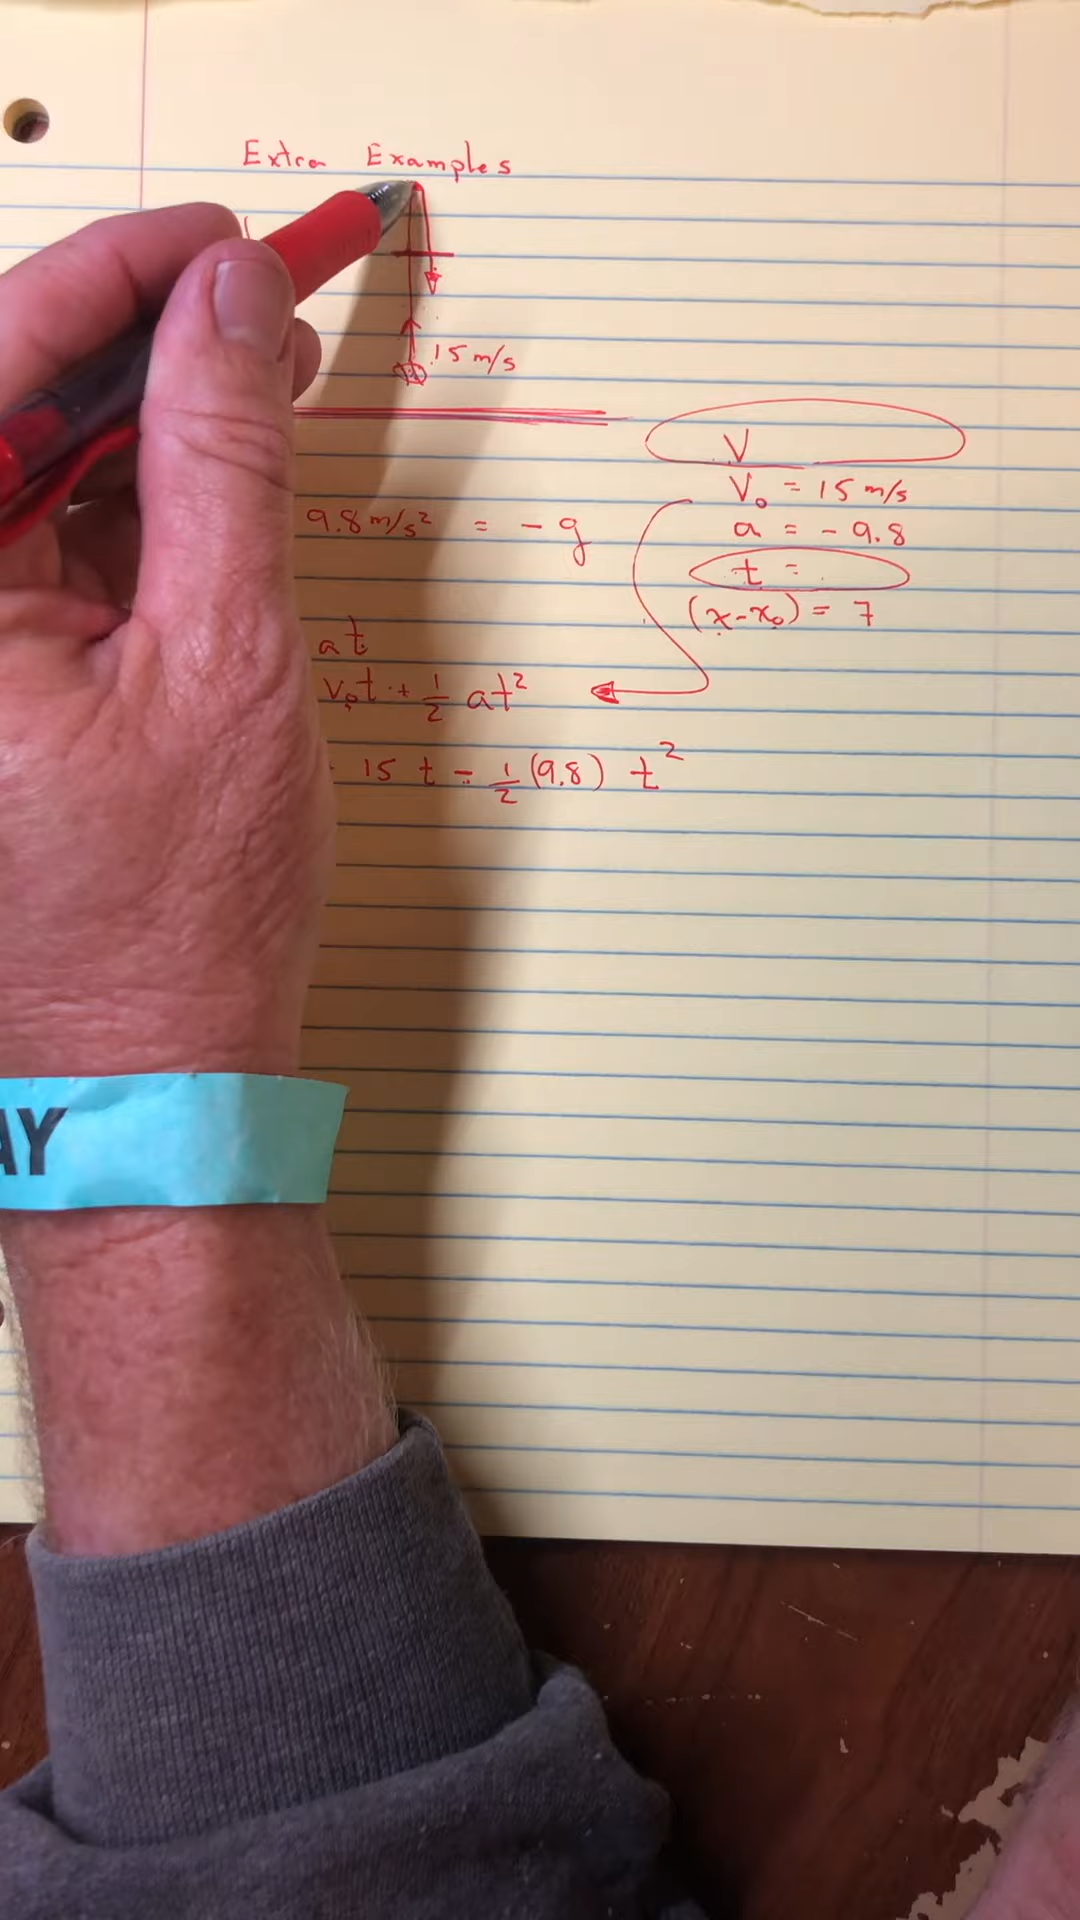 Extra Examples
15 m/s
V
V₀ = 15 m/s
9.8 m/s² = - g
a = - 9.8
t =
(x-x₀) = 7
at
v₀t + 1/2 at²
15 t - 1/2 (9.8) t²
AY